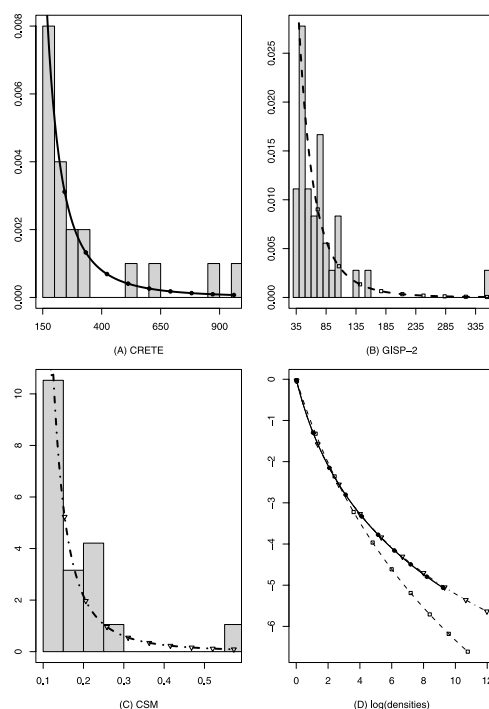 0.000 0.002 0.004 0.006 0.008
150 400 650 900
(A) CRETE
0.000 0.005 0.010 0.015 0.020 0.025
35 85 135 185 235 285 335
(B) GISP−2
0 2 4 6 8 10
0.1 0.2 0.3 0.4 0.5
(C) CSM
−6 −5 −4 −3 −2 −1 0
0 2 4 6 8 10 12
(D) log(densities)